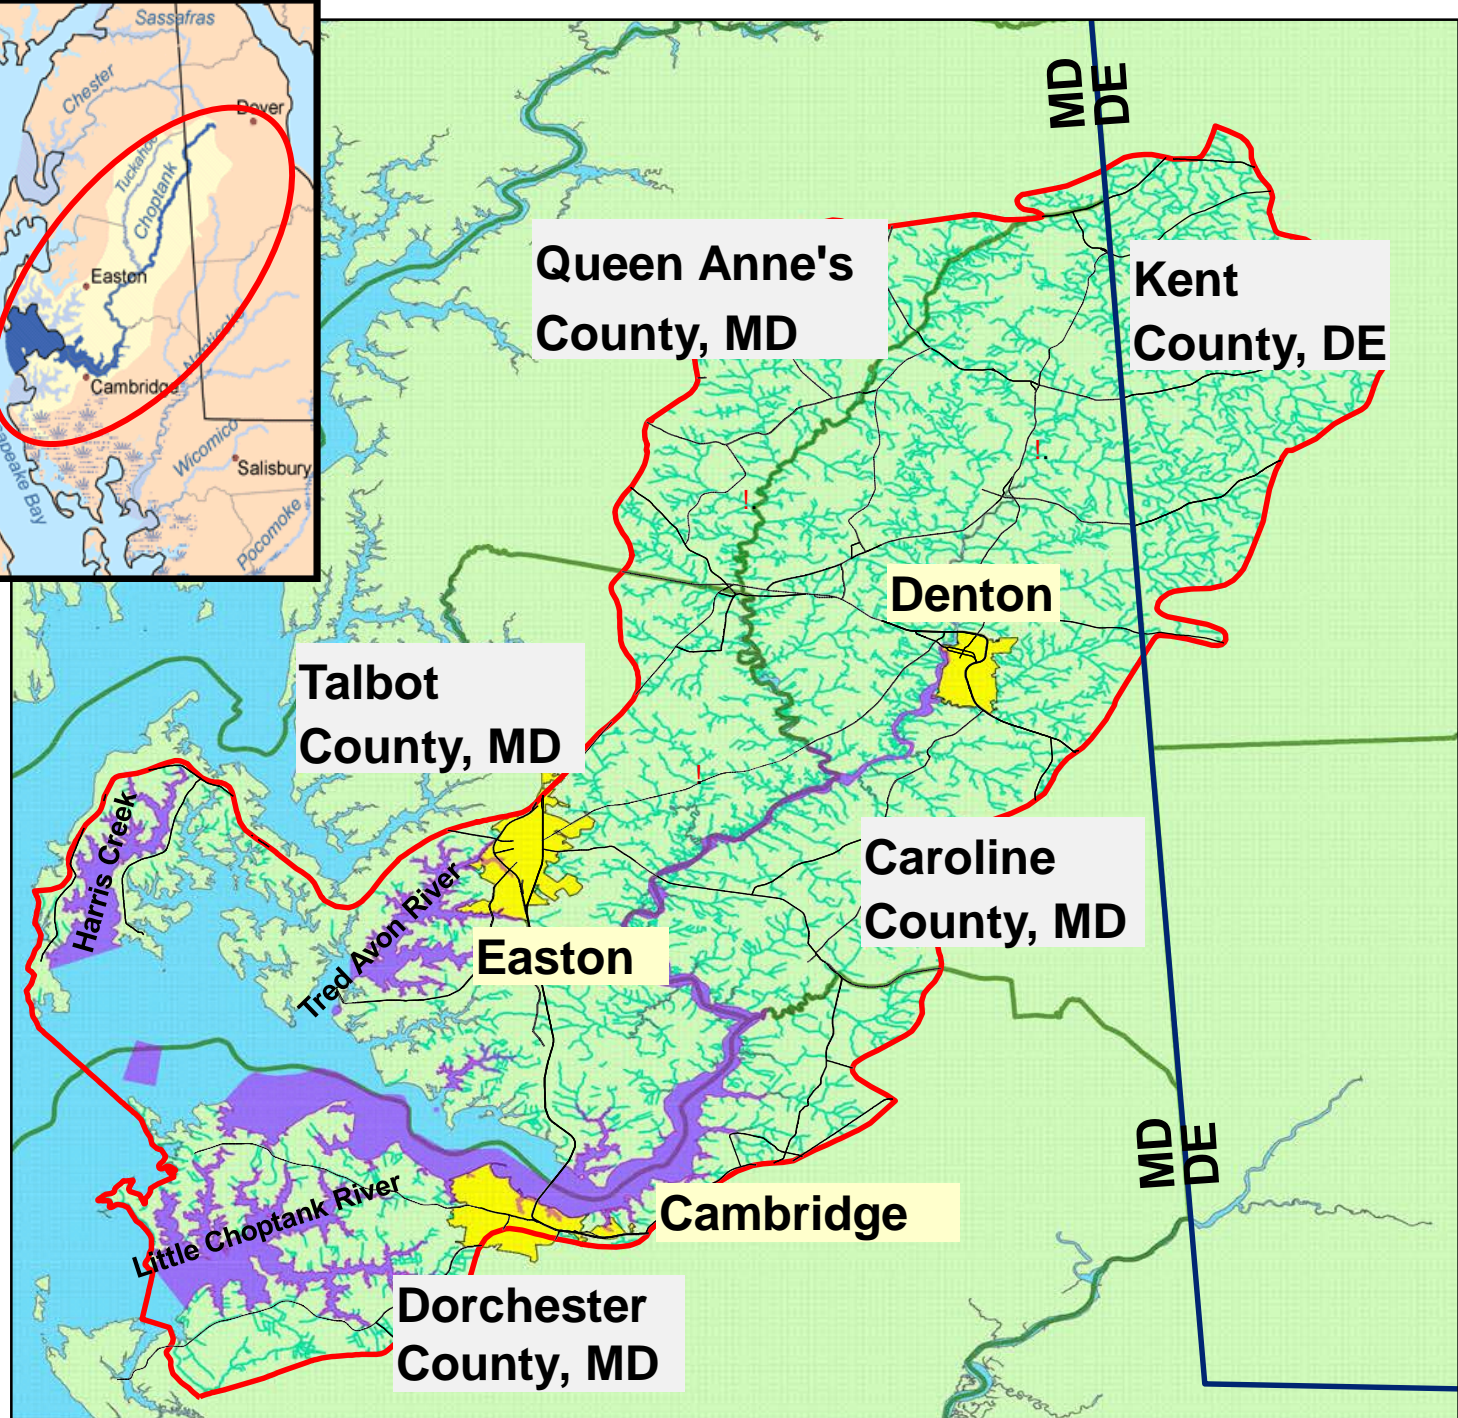 Sassafras
Chester
Dover
Tuckahoe
Choptank
Easton
Nanticoke
Cambridge
Wicomico
Salisbury
Pocomoke
apeake Bay
MD
DE
Queen Anne's
County, MD
Kent
County, DE
Denton
Talbot
County, MD
Harris Creek
Tred Avon River
Easton
Caroline
County, MD
MD
DE
Little Choptank River
Cambridge
Dorchester
County, MD